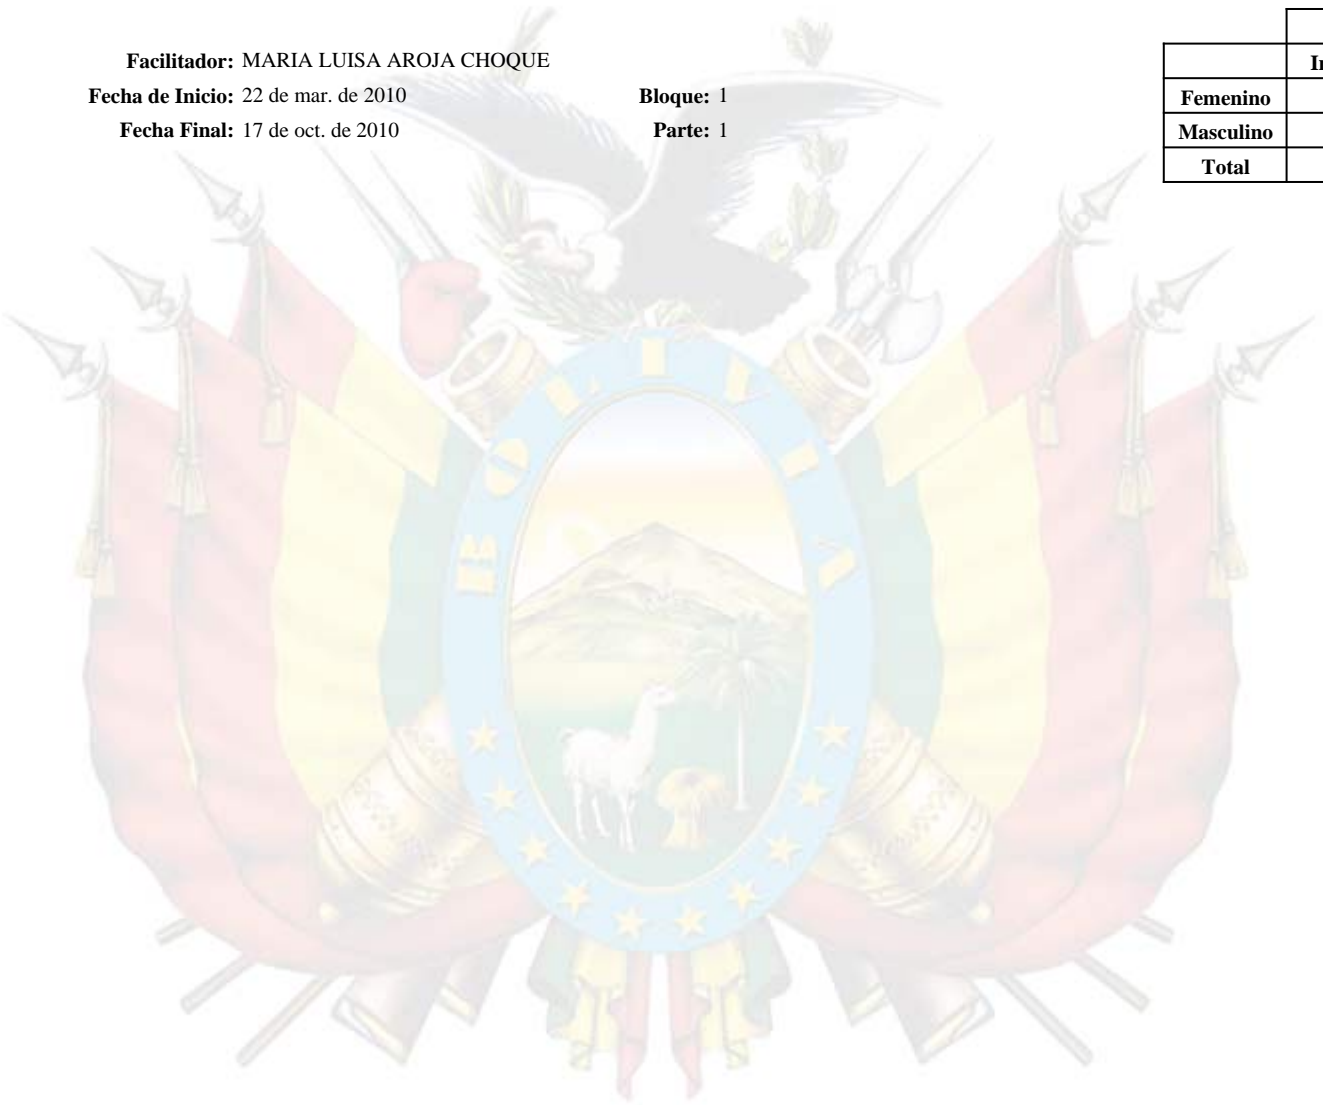 Facilitador: MARIA LUISA AROJA CHOQUE
Fecha de Inicio: 22 de mar. de 2010 Bloque: 1
Fecha Final: 17 de oct. de 2010 Parte: 1
Femenino
Masculino
Total
BOLIVIA